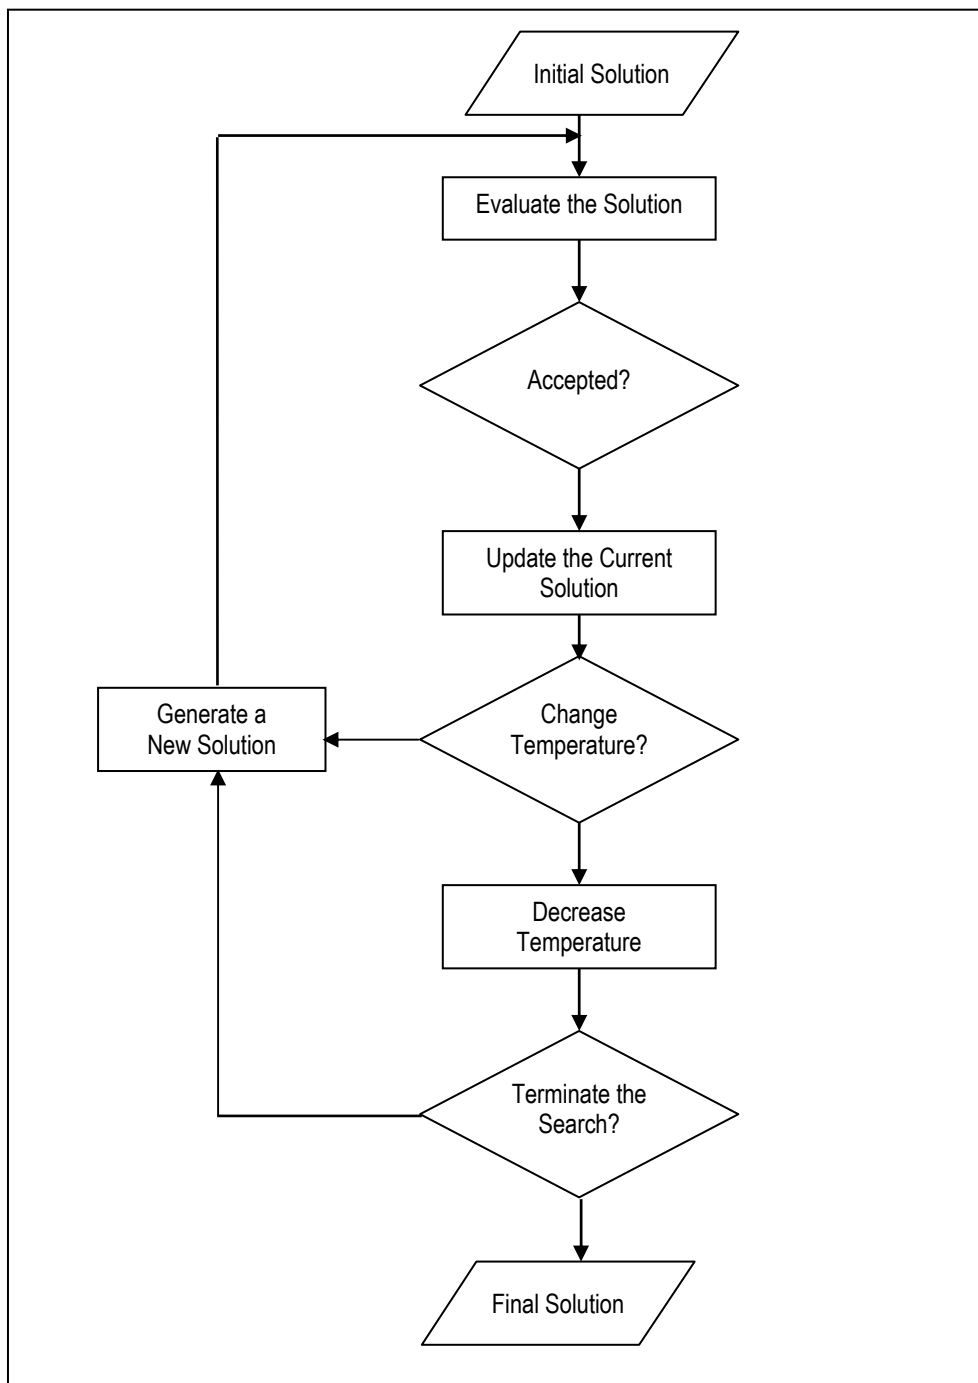 Initial Solution
Evaluate the Solution
Accepted?
Update the Current
Solution
Generate a
New Solution
Change
Temperature?
Decrease
Temperature
Terminate the
Search?
Final Solution